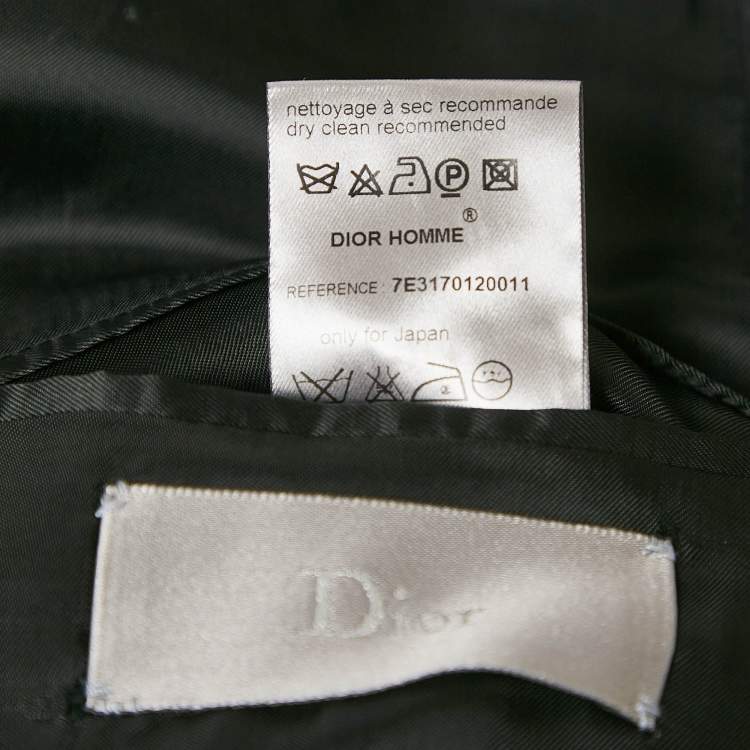 nettoyage à sec recommande
dry clean recommended
P
®
DIOR HOMME
REFERENCE : 7E3170120011
only for Japan
Dior